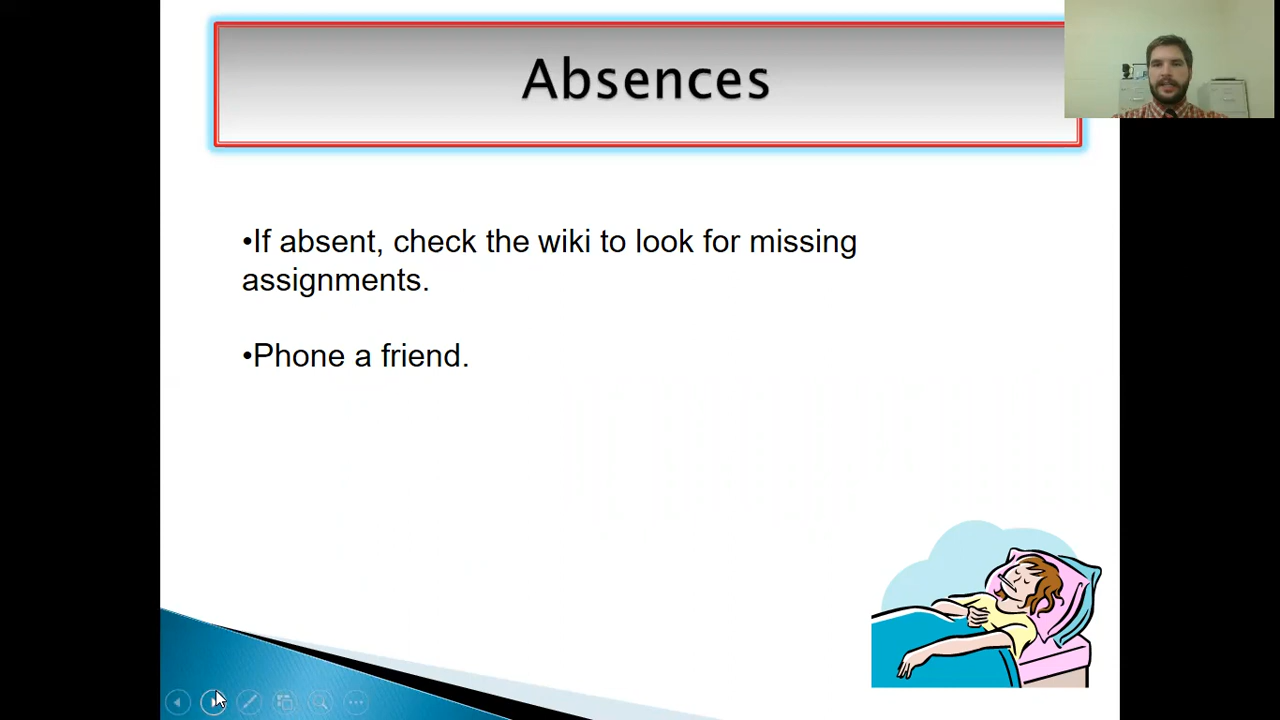 Absences
•If absent, check the wiki to look for missing
assignments.
•Phone a friend.